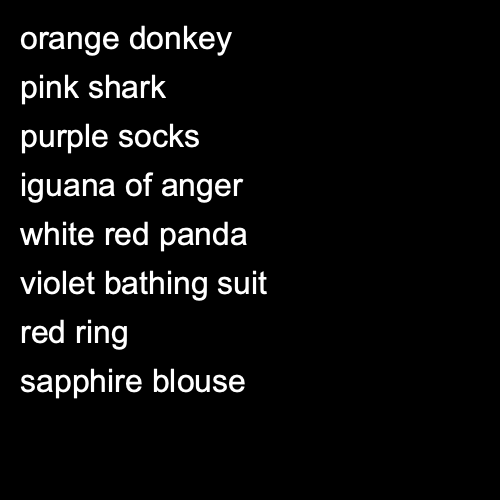 orange donkey
pink shark
purple socks
iguana of anger
white red panda
violet bathing suit
red ring
sapphire blouse